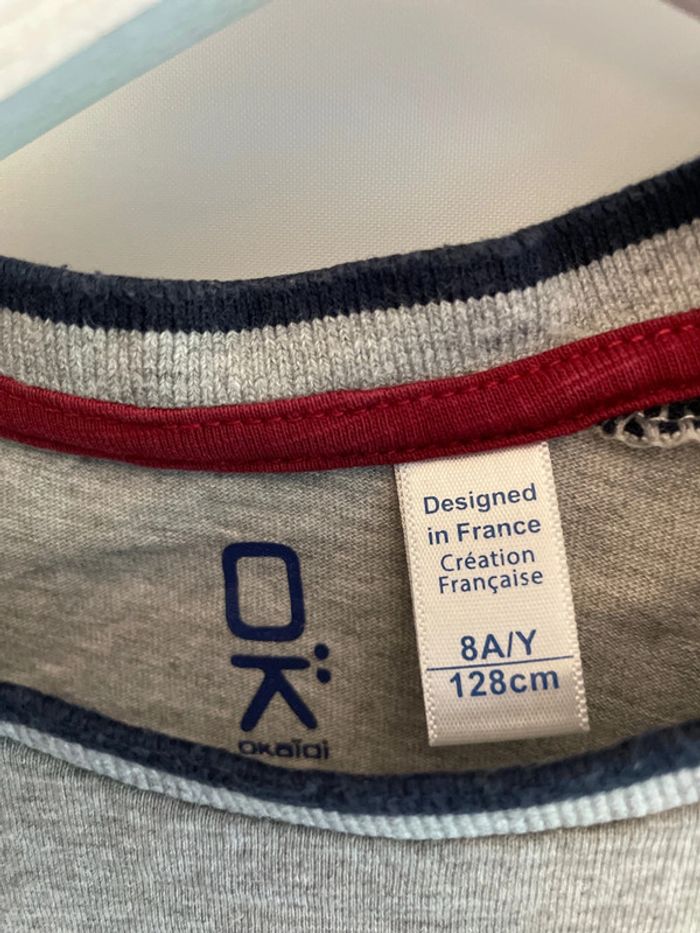 OK
okaïdi
Designed
in France
Création
Française
8A/Y
128cm